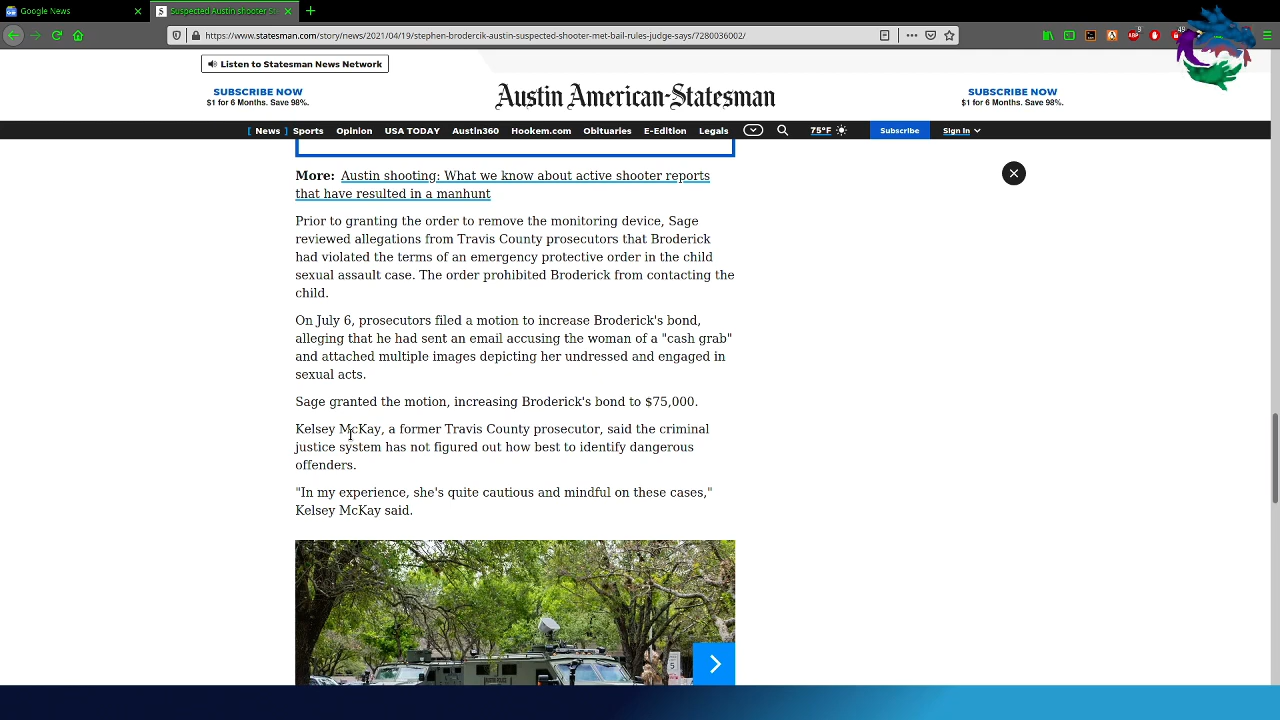 Google News
Suspected Austin shooter St
https://www.statesman.com/story/news/2021/04/19/stephen-broderick-austin-suspected-shooter-met-bail-rules-judge-says/7280036002/
Listen to Statesman News Network
SUBSCRIBE NOW
$1 for 6 Months. Save 98%.
Austin American-Statesman
SUBSCRIBE NOW
$1 for 6 Months. Save 98%.
[ News ] Sports Opinion USA TODAY Austin360 Hookem.com Obituaries E-Edition Legals 75°F Subscribe Sign In
More: Austin shooting: What we know about active shooter reports
that have resulted in a manhunt
Prior to granting the order to remove the monitoring device, Sage
reviewed allegations from Travis County prosecutors that Broderick
had violated the terms of an emergency protective order in the child
sexual assault case. The order prohibited Broderick from contacting the
child.
On July 6, prosecutors filed a motion to increase Broderick's bond,
alleging that he had sent an email accusing the woman of a "cash grab"
and attached multiple images depicting her undressed and engaged in
sexual acts.
Sage granted the motion, increasing Broderick's bond to $75,000.
Kelsey McKay, a former Travis County prosecutor, said the criminal
justice system has not figured out how best to identify dangerous
offenders.
"In my experience, she's quite cautious and mindful on these cases,"
Kelsey McKay said.